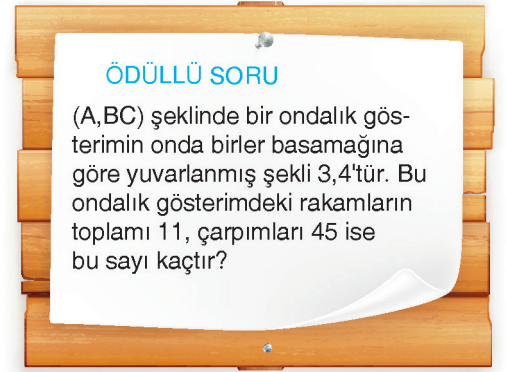 ÖDÜLLÜ SORU
(A,BC) şeklinde bir ondalık gös-
terimin onda birler basamağına
göre yuvarlanmış şekli 3,4'tür. Bu
ondalık gösterimdeki rakamların
toplamı 11, çarpımları 45 ise
bu sayı kaçtır?